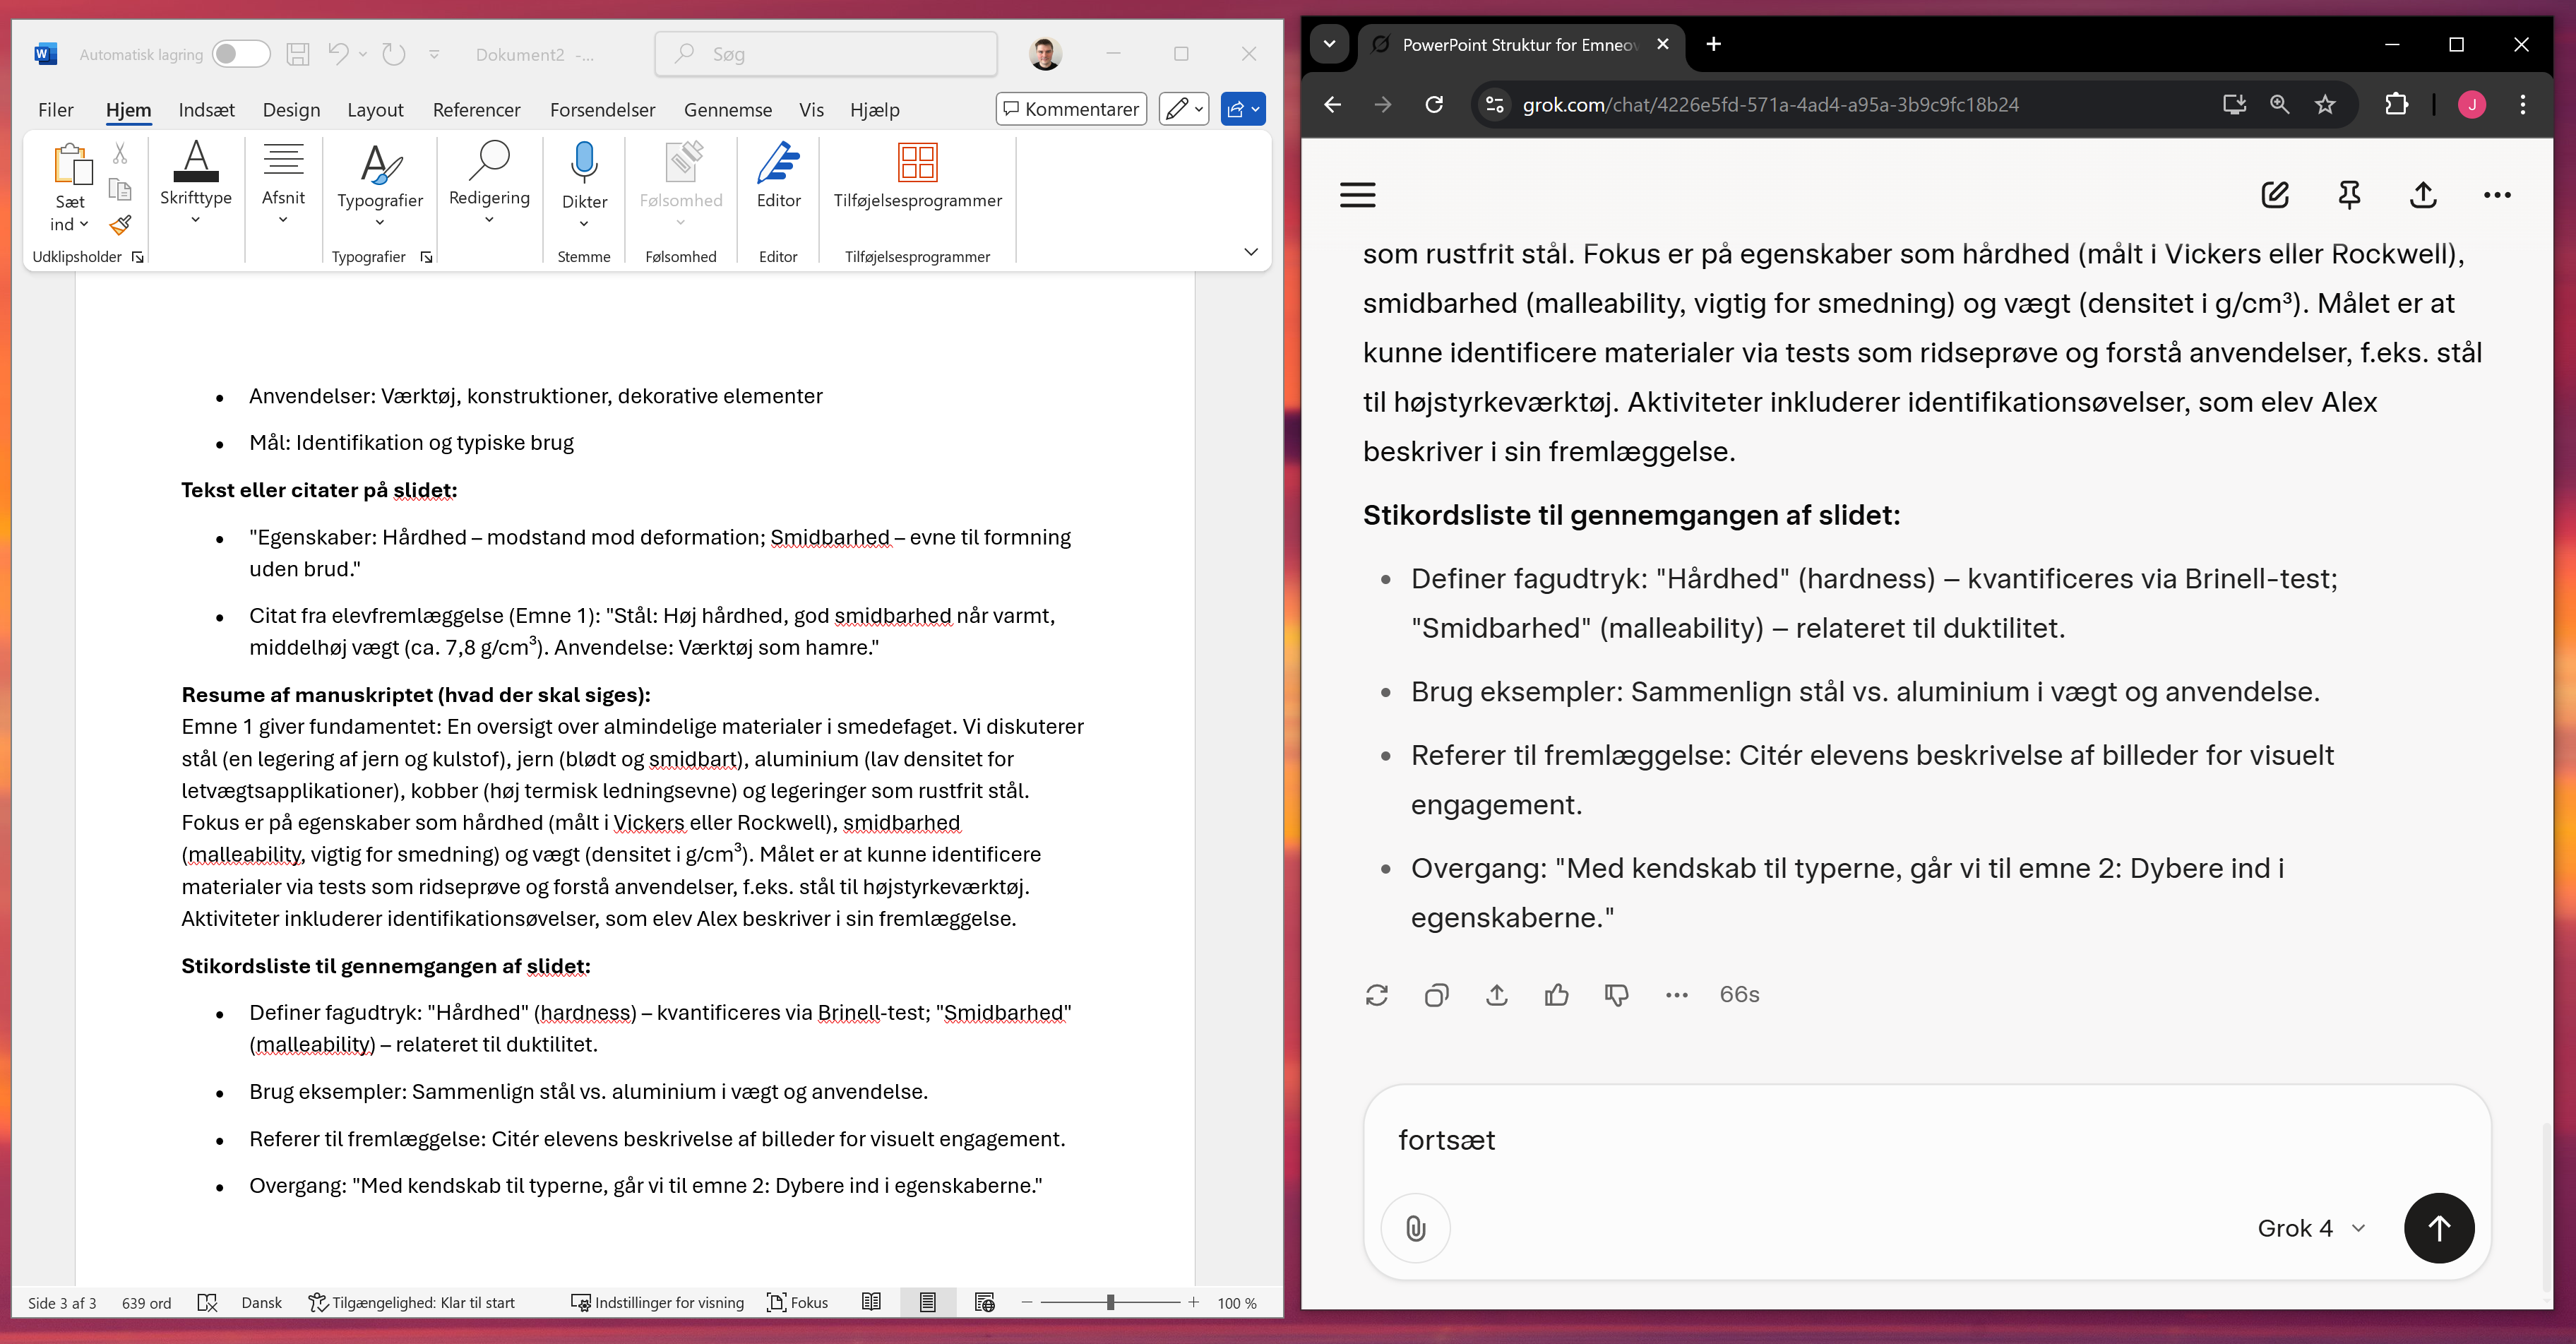 Automatisk lagring
Dokument2 -...
Søg
Filer
Hjem
Indsæt
Design
Layout
Referencer
Forsendelser
Gennemse
Vis
Hjælp
Kommentarer
Sæt
ind
Skrifttype
Afsnit
Typografier
Redigering
Dikter
Følsomhed
Editor
Tilføjelsesprogrammer
Udklipsholder
Typografier
Stemme
Følsomhed
Editor
Tilføjelsesprogrammer
• Anvendelser: Værktøj, konstruktioner, dekorative elementer
• Mål: Identifikation og typiske brug
Tekst eller citater på slidet:
• "Egenskaber: Hårdhed – modstand mod deformation; Smidbarhed – evne til formning
uden brud."
• Citat fra elevfremlæggelse (Emne 1): "Stål: Høj hårdhed, god smidbarhed når varmt,
middelhøj vægt (ca. 7,8 g/cm³). Anvendelse: Værktøj som hamre."
Resume af manuskriptet (hvad der skal siges):
Emne 1 giver fundamentet: En oversigt over almindelige materialer i smedefaget. Vi diskuterer
stål (en legering af jern og kulstof), jern (blødt og smidbart), aluminium (lav densitet for
letvægtsapplikationer), kobber (høj termisk ledningsevne) og legeringer som rustfrit stål.
Fokus er på egenskaber som hårdhed (målt i Vickers eller Rockwell), smidbarhed
(malleability, vigtig for smedning) og vægt (densitet i g/cm³). Målet er at kunne identificere
materialer via tests som ridseprøve og forstå anvendelser, f.eks. stål til højstyrkeværktøj.
Aktiviteter inkluderer identifikationsøvelser, som elev Alex beskriver i sin fremlæggelse.
Stikordsliste til gennemgangen af slidet:
• Definer fagudtryk: "Hårdhed" (hardness) – kvantificeres via Brinell-test; "Smidbarhed"
(malleability) – relateret til duktilitet.
• Brug eksempler: Sammenlign stål vs. aluminium i vægt og anvendelse.
• Referer til fremlæggelse: Citér elevens beskrivelse af billeder for visuelt engagement.
• Overgang: "Med kendskab til typerne, går vi til emne 2: Dybere ind i egenskaberne."
Side 3 af 3
639 ord
Dansk
Tilgængelighed: Klar til start
Indstillinger for visning
Fokus
100 %
PowerPoint Struktur for Emneov
grok.com/chat/4226e5fd-571a-4ad4-a95a-3b9c9fc18b24
J
som rustfrit stål. Fokus er på egenskaber som hårdhed (målt i Vickers eller Rockwell),
smidbarhed (malleability, vigtig for smedning) og vægt (densitet i g/cm³). Målet er at
kunne identificere materialer via tests som ridseprøve og forstå anvendelser, f.eks. stål
til højstyrkeværktøj. Aktiviteter inkluderer identifikationsøvelser, som elev Alex
beskriver i sin fremlæggelse.
Stikordsliste til gennemgangen af slidet:
• Definer fagudtryk: "Hårdhed" (hardness) – kvantificeres via Brinell-test;
"Smidbarhed" (malleability) – relateret til duktilitet.
• Brug eksempler: Sammenlign stål vs. aluminium i vægt og anvendelse.
• Referer til fremlæggelse: Citér elevens beskrivelse af billeder for visuelt
engagement.
• Overgang: "Med kendskab til typerne, går vi til emne 2: Dybere ind i
egenskaberne."
66s
fortsæt
Grok 4